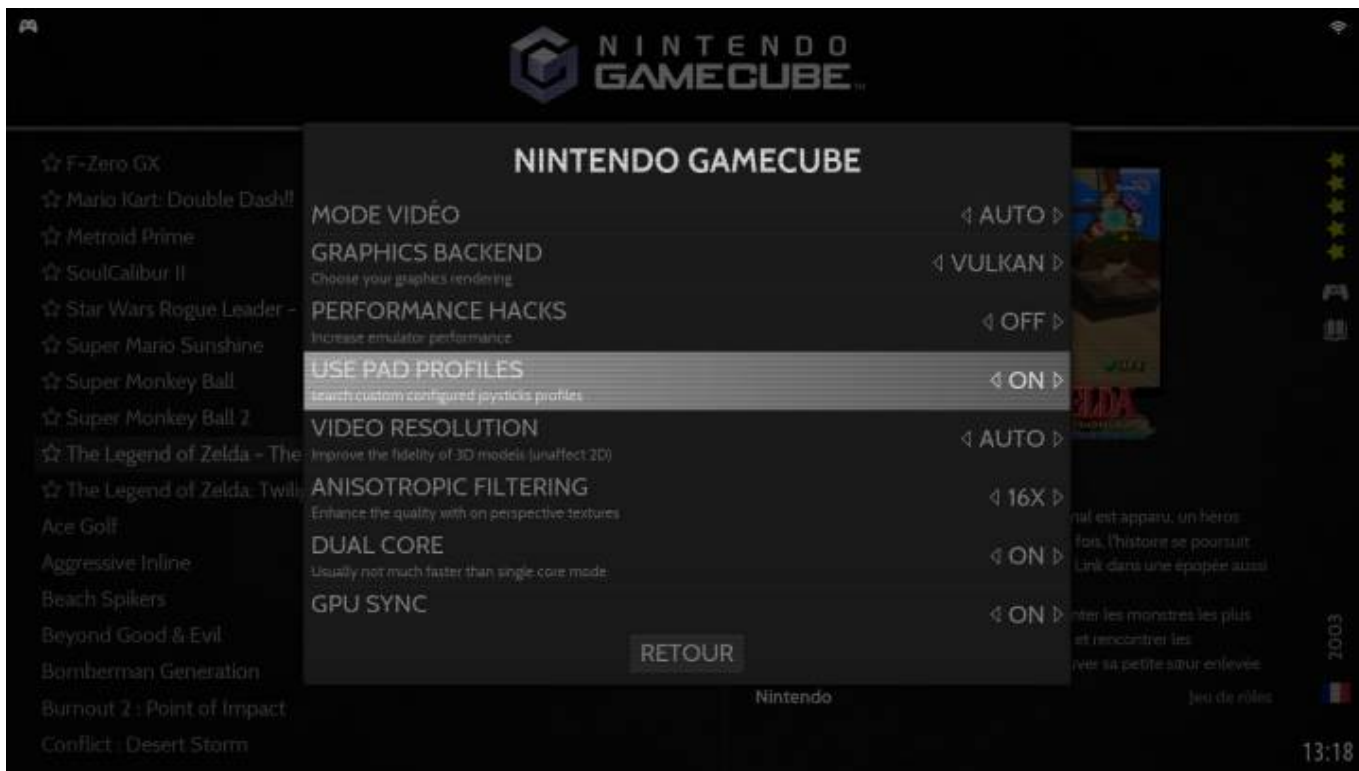 NINTENDO
GAMECUBE™
NINTENDO GAMECUBE
MODE VIDÉO
AUTO
GRAPHICS BACKEND
Choose your graphics rendering
VULKAN
PERFORMANCE HACKS
Increase emulator performance
OFF
USE PAD PROFILES
search custom configured joysticks profiles
ON
VIDEO RESOLUTION
Improve the fidelity of 3D models (unaffect 2D)
AUTO
ANISOTROPIC FILTERING
Enhance the quality with on perspective textures
16X
DUAL CORE
Usually not much faster than single core mode
ON
GPU SYNC
ON
RETOUR
F-Zero GX
Mario Kart: Double Dash!!
Metroid Prime
SoulCalibur II
Star Wars Rogue Leader -
Super Mario Sunshine
Super Monkey Ball
Super Monkey Ball 2
The Legend of Zelda - The
The Legend of Zelda: Twili
Ace Golf
Aggressive Inline
Beach Spikers
Beyond Good & Evil
Bomberman Generation
Burnout 2 : Point of Impact
Conflict : Desert Storm
ZELDA
est apparu, un héros
fois, l'histoire se poursuit
Link dans une épopée aussi
les monstres les plus
et rencontrer les
sa petite sœur enlevée
Nintendo
Jeu de rôles
2003
13:18